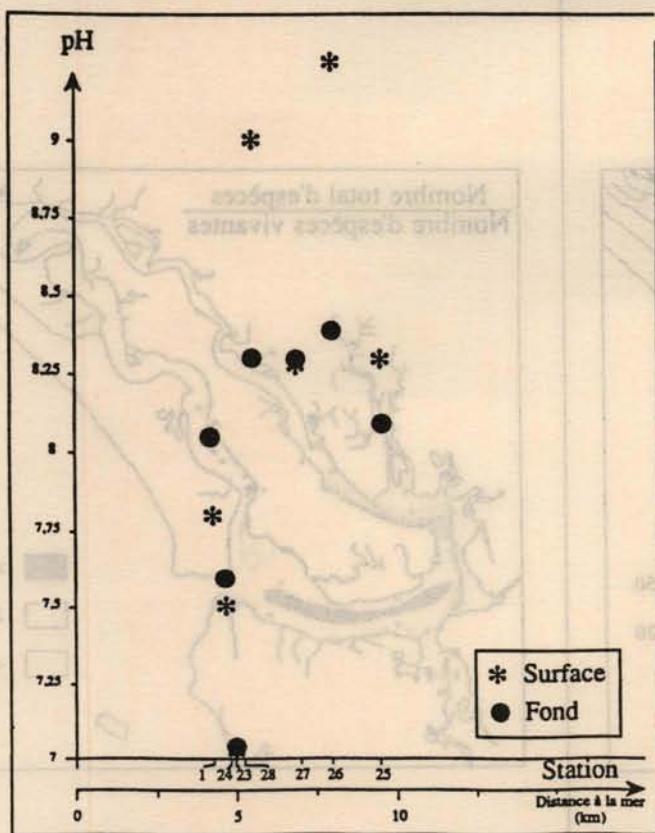 pH
9
8,75
8,5
8,25
8
7,75
7,5
7,25
7
Nombre total d'espèces
Nombre d'espèces vivantes
50
20
* Surface
● Fond
1 24 23 28 27 26 25 Station
0 5 10 Distance à la mer
(km)